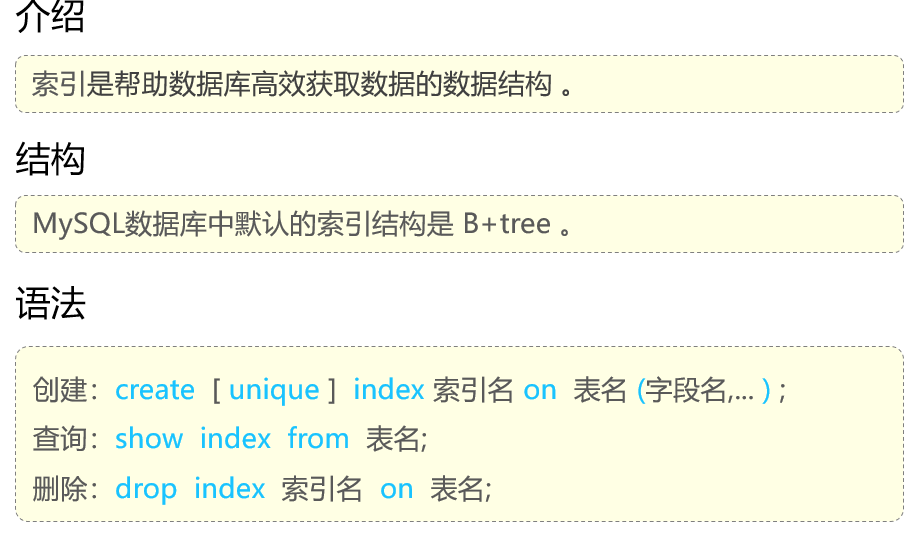 介绍
索引是帮助数据库高效获取数据的数据结构 。
结构
MySQL数据库中默认的索引结构是 B+tree 。
语法
创建：create [ unique ] index 索引名 on 表名 (字段名,... ) ;
查询：show index from 表名;
删除：drop index 索引名 on 表名;